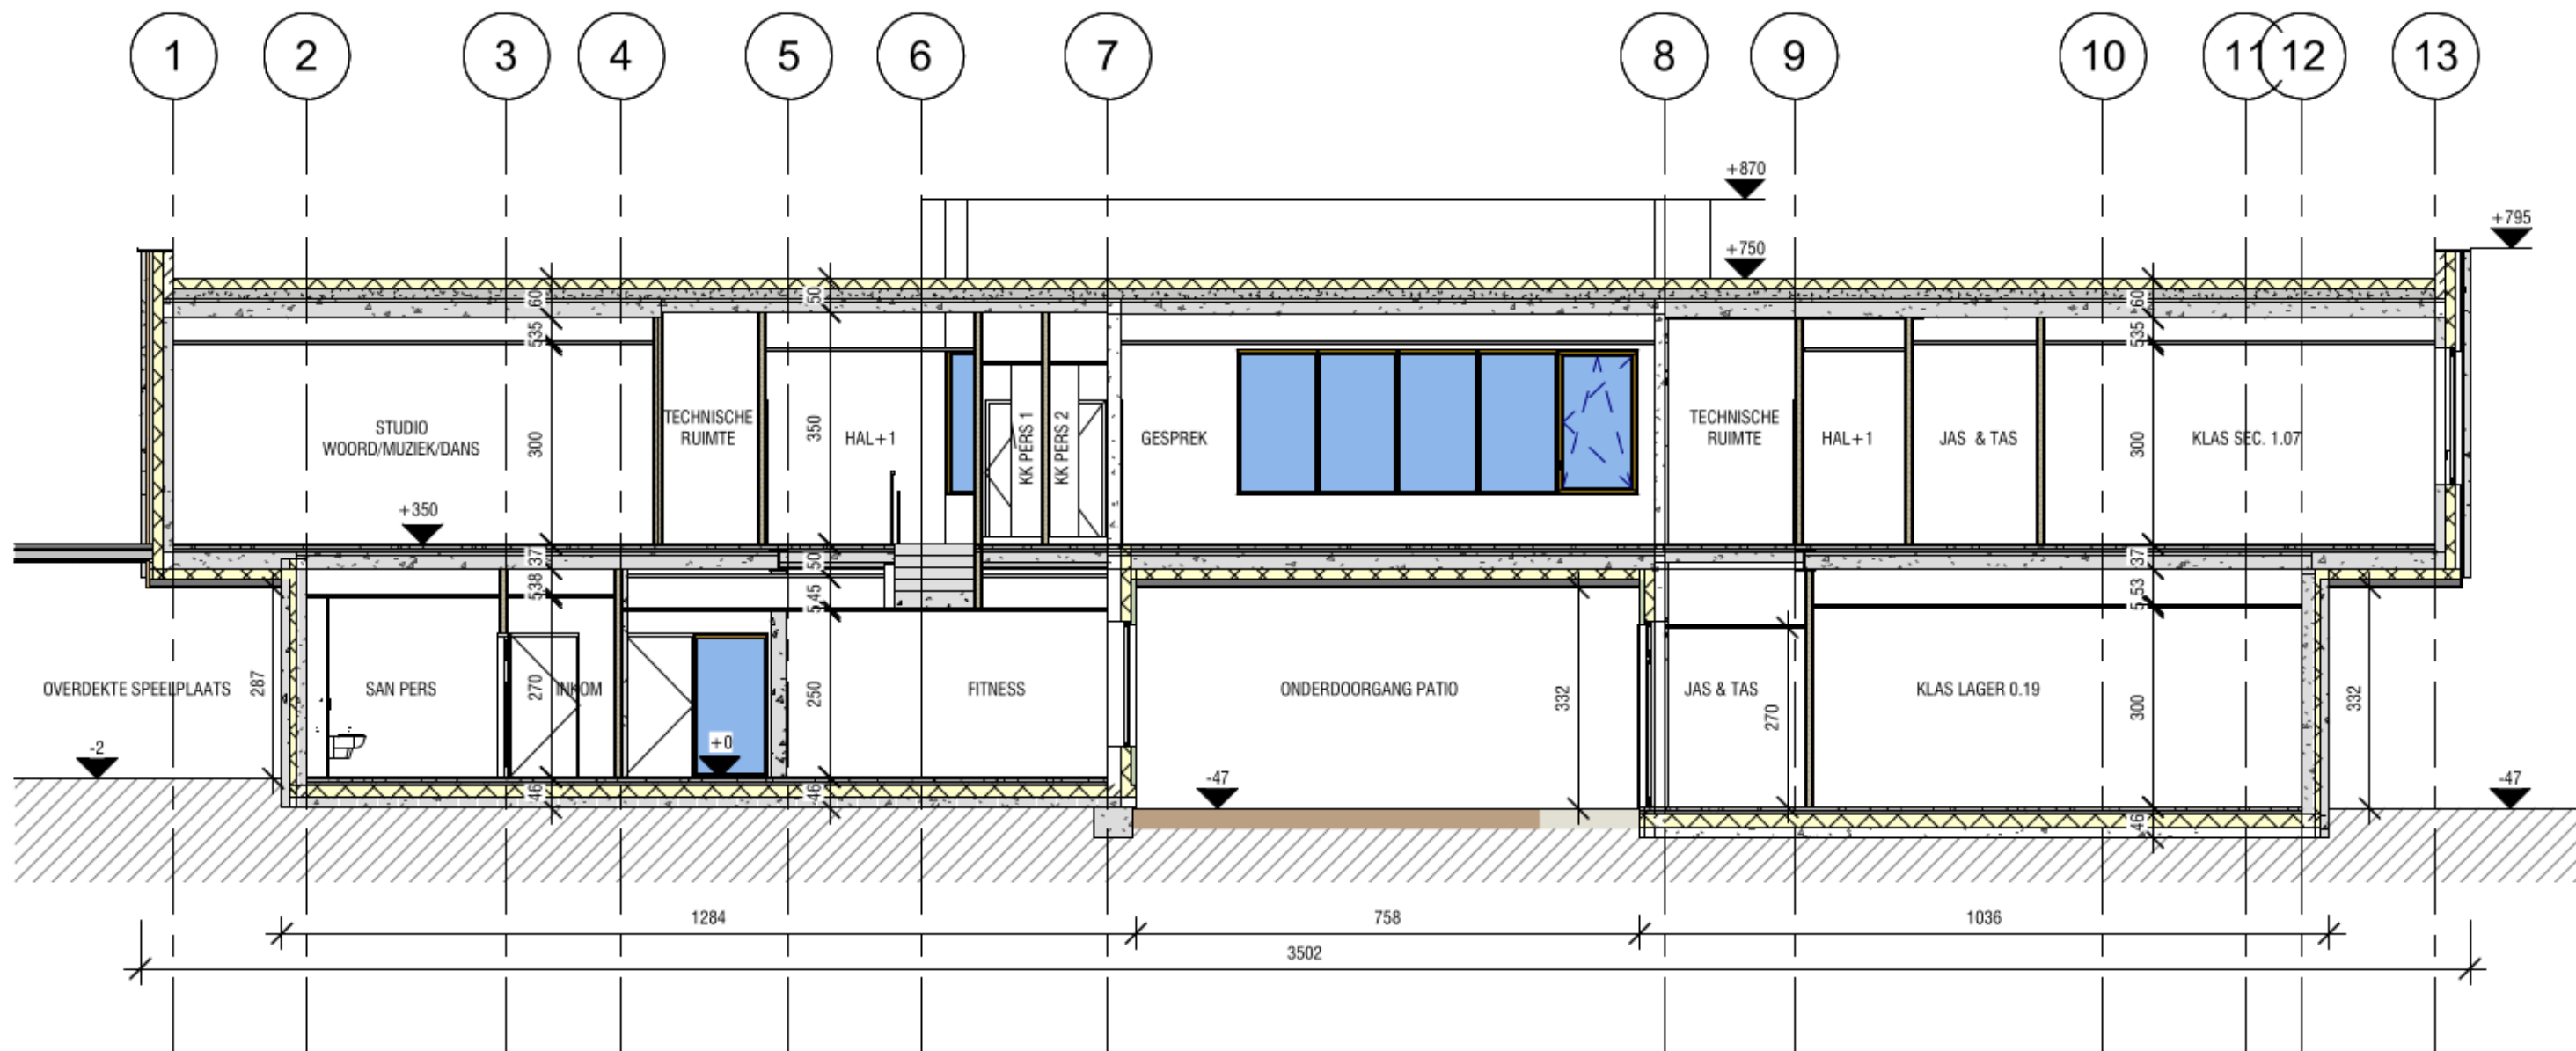 1 2 3 4 5 6 7 8 9 10 11 12 13
+870
+795
+750
60 50 60
535 535
STUDIO
WOORD/MUZIEK/DANS
300
TECHNISCHE
RUIMTE
350
HAL+1
KK PERS 1
KK PERS 2
GESPREK
TECHNISCHE
RUIMTE
HAL+1
JAS & TAS
300
KLAS SEC. 1.07
+350
37 50 37
538 5,45 5,53
OVERDEKTE SPEELPLAATS
287
SAN PERS
270
INKOM
250
FITNESS
ONDERDOORGANG PATIO
332
JAS & TAS
270
KLAS LAGER 0.19
300
332
-2
+0
-47
-47
46 46 46
1284 758 1036
3502